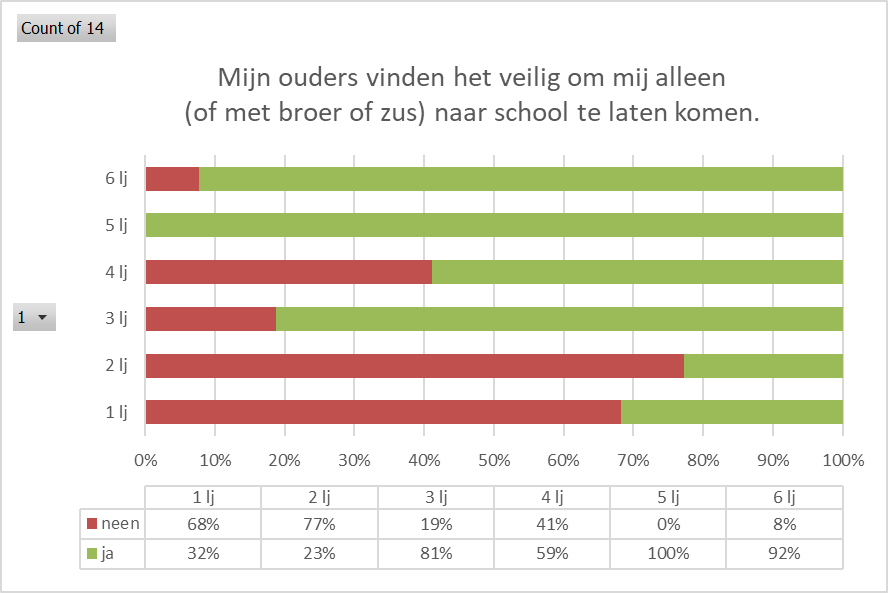 Count of 14
Mijn ouders vinden het veilig om mij alleen
(of met broer of zus) naar school te laten komen.
6 lj
5 lj
4 lj
3 lj
2 lj
1 lj
1
0% 10% 20% 30% 40% 50% 60% 70% 80% 90% 100%
1 lj 2 lj 3 lj 4 lj 5 lj 6 lj
neen 68% 77% 19% 41% 0% 8%
ja 32% 23% 81% 59% 100% 92%